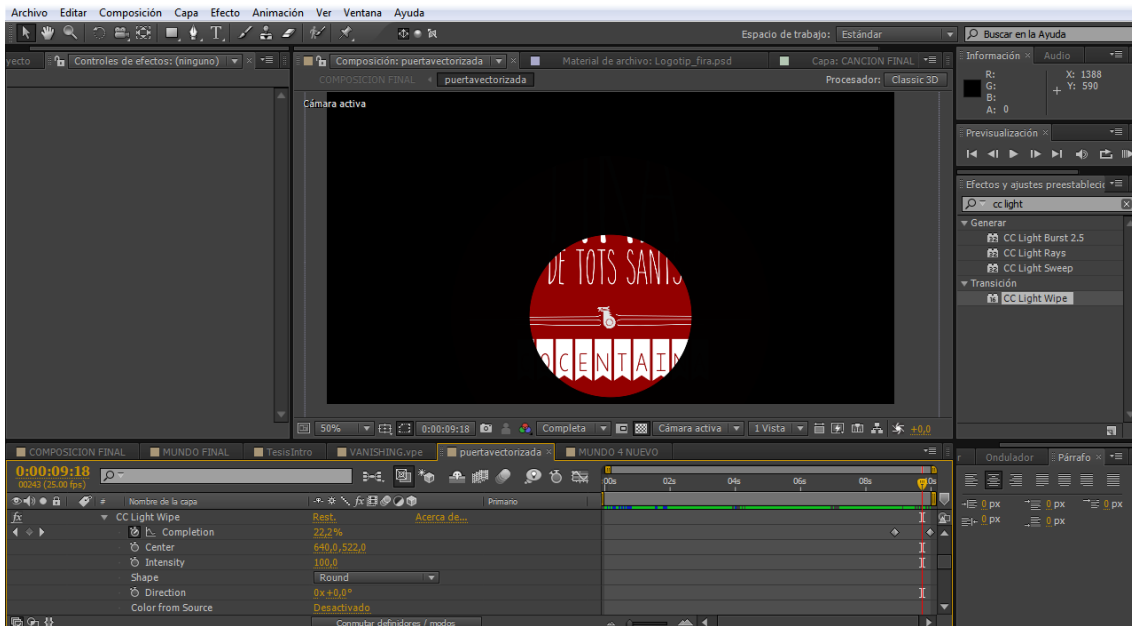 Archivo Editar Composición Capa Efecto Animación Ver Ventana Ayuda
Espacio de trabajo: Estándar
Buscar en la Ayuda
yecto Controles de efectos: (ninguno)
Composición: puertavectorizada
Material de archivo: Logotip_fira.psd
Capa: CANCION FINAL
COMPOSICION FINAL puertavectorizada
Procesador: Classic 3D
Cámara activa
DE TOTS SANTS
OCENTAIN
50% 0:00:09:18 Completa Cámara activa 1 Vista +0,0
Información Audio
R: X: 1388
G: Y: 590
B:
A: 0
Previsualización
Efectos y ajustes preestableci
cc light
Generar
CC Light Burst 2.5
CC Light Rays
CC Light Sweep
Transición
CC Light Wipe
COMPOSICION FINAL MUNDO FINAL TesisIntro VANISHING.vpe puertavectorizada MUNDO 4 NUEVO
0:00:09:18
00243 (25.00 fps)
# Nombre de la capa fx Primario
00s 02s 04s 06s 08s 0s
fx CC Light Wipe Rest. Acerca de...
Completion 22,2%
Center 640,0,522,0
Intensity 100,0
Shape Round
Direction 0x+0,0°
Color from Source Desactivado
Conmutar definidores / modos
r Ondulador Párrafo
0 px 0 px 0 px
0 px 0 px